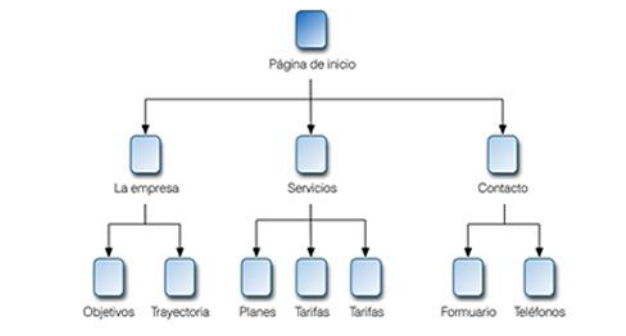 Página de inicio
La empresa
Servicios
Contacto
Objetivos
Trayectoria
Planes
Tarifas
Tarifas
Formuario
Teléfonos